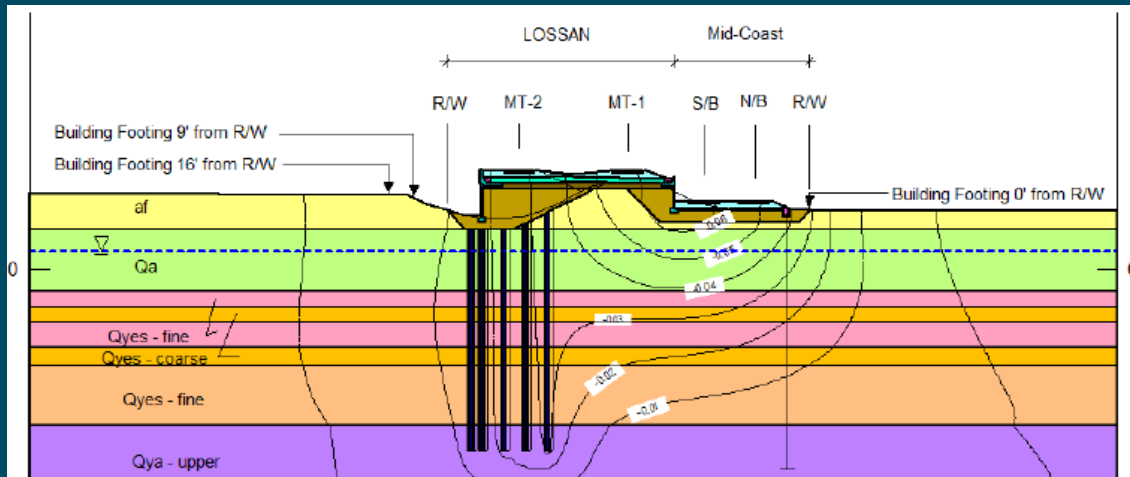 LOSSAN Mid-Coast
R/W MT-2 MT-1 S/B N/B R/W
Building Footing 9' from R/W
Building Footing 16' from R/W
Building Footing 0' from R/W
af
Qa
0
-0.04
-0.03
Qyes - fine
Qyes - coarse
-0.02
Qyes - fine
-0.01
Qya - upper